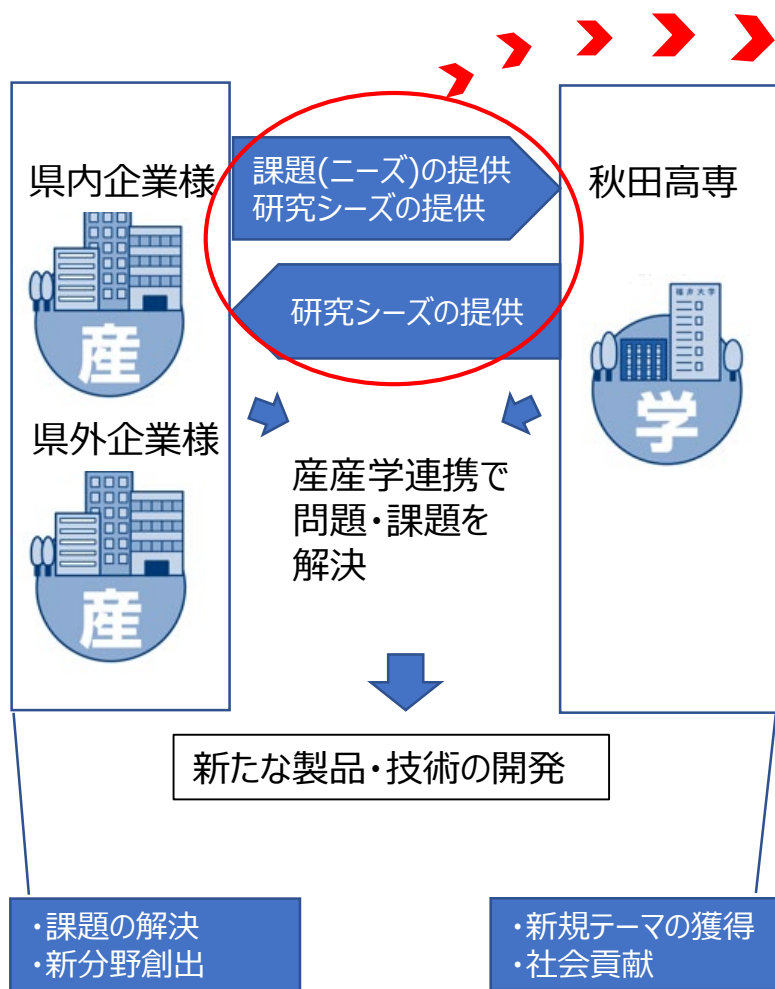 県内企業様
産
県外企業様
産
課題(ニーズ)の提供
研究シーズの提供
研究シーズの提供
秋田高専
福井大学
学
産産学連携で
問題・課題を
解決
新たな製品・技術の開発
・課題の解決
・新分野創出
・新規テーマの獲得
・社会貢献